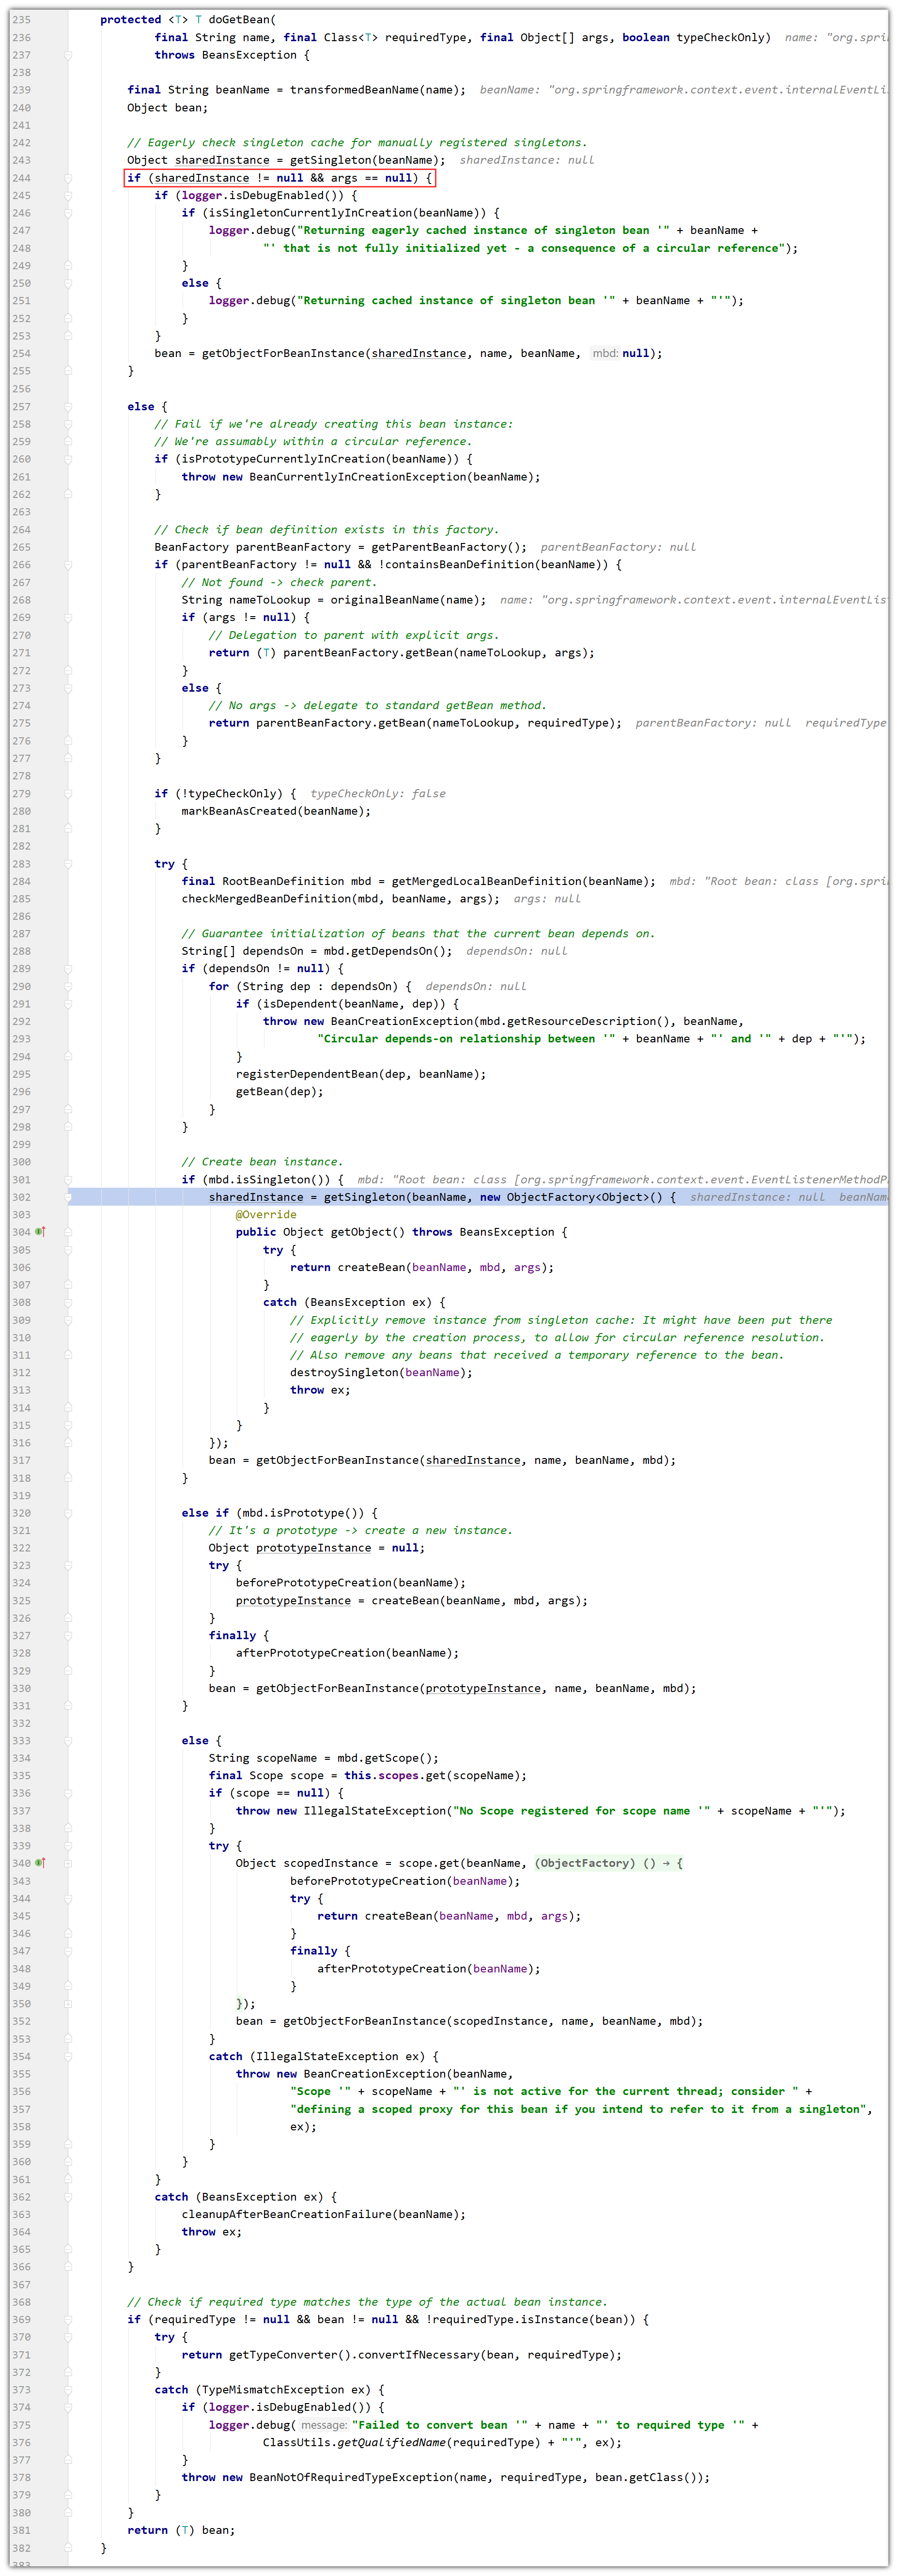 235 protected <T> T doGetBean(
236 final String name, final Class<T> requiredType, final Object[] args, boolean typeCheckOnly) name: "org.spri
237 throws BeansException {
238
239 final String beanName = transformedBeanName(name); beanName: "org.springframework.context.event.internalEventLis
240 Object bean;
241
242 // Eagerly check singleton cache for manually registered singletons.
243 Object sharedInstance = getSingleton(beanName); sharedInstance: null
244 if (sharedInstance != null && args == null) {
245 if (logger.isDebugEnabled()) {
246 if (isSingletonCurrentlyInCreation(beanName)) {
247 logger.debug("Returning eagerly cached instance of singleton bean '" + beanName +
248 "' that is not fully initialized yet - a consequence of a circular reference");
249 }
250 else {
251 logger.debug("Returning cached instance of singleton bean '" + beanName + "'");
252 }
253 }
254 bean = getObjectForBeanInstance(sharedInstance, name, beanName, mbd: null);
255 }
256
257 else {
258 // Fail if we're already creating this bean instance:
259 // We're assumably within a circular reference.
260 if (isPrototypeCurrentlyInCreation(beanName)) {
261 throw new BeanCurrentlyInCreationException(beanName);
262 }
263
264 // Check if bean definition exists in this factory.
265 BeanFactory parentBeanFactory = getParentBeanFactory(); parentBeanFactory: null
266 if (parentBeanFactory != null && !containsBeanDefinition(beanName)) {
267 // Not found -> check parent.
268 String nameToLookup = originalBeanName(name); name: "org.springframework.context.event.internalEventLis
269 if (args != null) {
270 // Delegation to parent with explicit args.
271 return (T) parentBeanFactory.getBean(nameToLookup, args);
272 }
273 else {
274 // No args -> delegate to standard getBean method.
275 return parentBeanFactory.getBean(nameToLookup, requiredType); parentBeanFactory: null requiredType
276 }
277 }
278
279 if (!typeCheckOnly) { typeCheckOnly: false
280 markBeanAsCreated(beanName);
281 }
282
283 try {
284 final RootBeanDefinition mbd = getMergedLocalBeanDefinition(beanName); mbd: "Root bean: class [org.sprin
285 checkMergedBeanDefinition(mbd, beanName, args); args: null
286
287 // Guarantee initialization of beans that the current bean depends on.
288 String[] dependsOn = mbd.getDependsOn(); dependsOn: null
289 if (dependsOn != null) {
290 for (String dep : dependsOn) { dependsOn: null
291 if (isDependent(beanName, dep)) {
292 throw new BeanCreationException(mbd.getResourceDescription(), beanName,
293 "Circular depends-on relationship between '" + beanName + "' and '" + dep + "'");
294 }
295 registerDependentBean(dep, beanName);
296 getBean(dep);
297 }
298 }
299
300 // Create bean instance.
301 if (mbd.isSingleton()) { mbd: "Root bean: class [org.springframework.context.event.EventListenerMethodP
302 sharedInstance = getSingleton(beanName, new ObjectFactory<Object>() { sharedInstance: null beanNam
303 @Override
304 public Object getObject() throws BeansException {
305 try {
306 return createBean(beanName, mbd, args);
307 }
308 catch (BeansException ex) {
309 // Explicitly remove instance from singleton cache: It might have been put there
310 // eagerly by the creation process, to allow for circular reference resolution.
311 // Also remove any beans that received a temporary reference to the bean.
312 destroySingleton(beanName);
313 throw ex;
314 }
315 }
316 });
317 bean = getObjectForBeanInstance(sharedInstance, name, beanName, mbd);
318 }
319
320 else if (mbd.isPrototype()) {
321 // It's a prototype -> create a new instance.
322 Object prototypeInstance = null;
323 try {
324 beforePrototypeCreation(beanName);
325 prototypeInstance = createBean(beanName, mbd, args);
326 }
327 finally {
328 afterPrototypeCreation(beanName);
329 }
330 bean = getObjectForBeanInstance(prototypeInstance, name, beanName, mbd);
331 }
332
333 else {
334 String scopeName = mbd.getScope();
335 final Scope scope = this.scopes.get(scopeName);
336 if (scope == null) {
337 throw new IllegalStateException("No Scope registered for scope name '" + scopeName + "'");
338 }
339 try {
340 Object scopedInstance = scope.get(beanName, (ObjectFactory) () → {
343 beforePrototypeCreation(beanName);
344 try {
345 return createBean(beanName, mbd, args);
346 }
347 finally {
348 afterPrototypeCreation(beanName);
349 }
350 });
352 bean = getObjectForBeanInstance(scopedInstance, name, beanName, mbd);
353 }
354 catch (IllegalStateException ex) {
355 throw new BeanCreationException(beanName,
356 "Scope '" + scopeName + "' is not active for the current thread; consider " +
357 "defining a scoped proxy for this bean if you intend to refer to it from a singleton",
358 ex);
359 }
360 }
361 }
362 catch (BeansException ex) {
363 cleanupAfterBeanCreationFailure(beanName);
364 throw ex;
365 }
366 }
367
368 // Check if required type matches the type of the actual bean instance.
369 if (requiredType != null && bean != null && !requiredType.isInstance(bean)) {
370 try {
371 return getTypeConverter().convertIfNecessary(bean, requiredType);
372 }
373 catch (TypeMismatchException ex) {
374 if (logger.isDebugEnabled()) {
375 logger.debug( message: "Failed to convert bean '" + name + "' to required type '" +
376 ClassUtils.getQualifiedName(requiredType) + "'", ex);
377 }
378 throw new BeanNotOfRequiredTypeException(name, requiredType, bean.getClass());
379 }
380 }
381 return (T) bean;
382 }
383